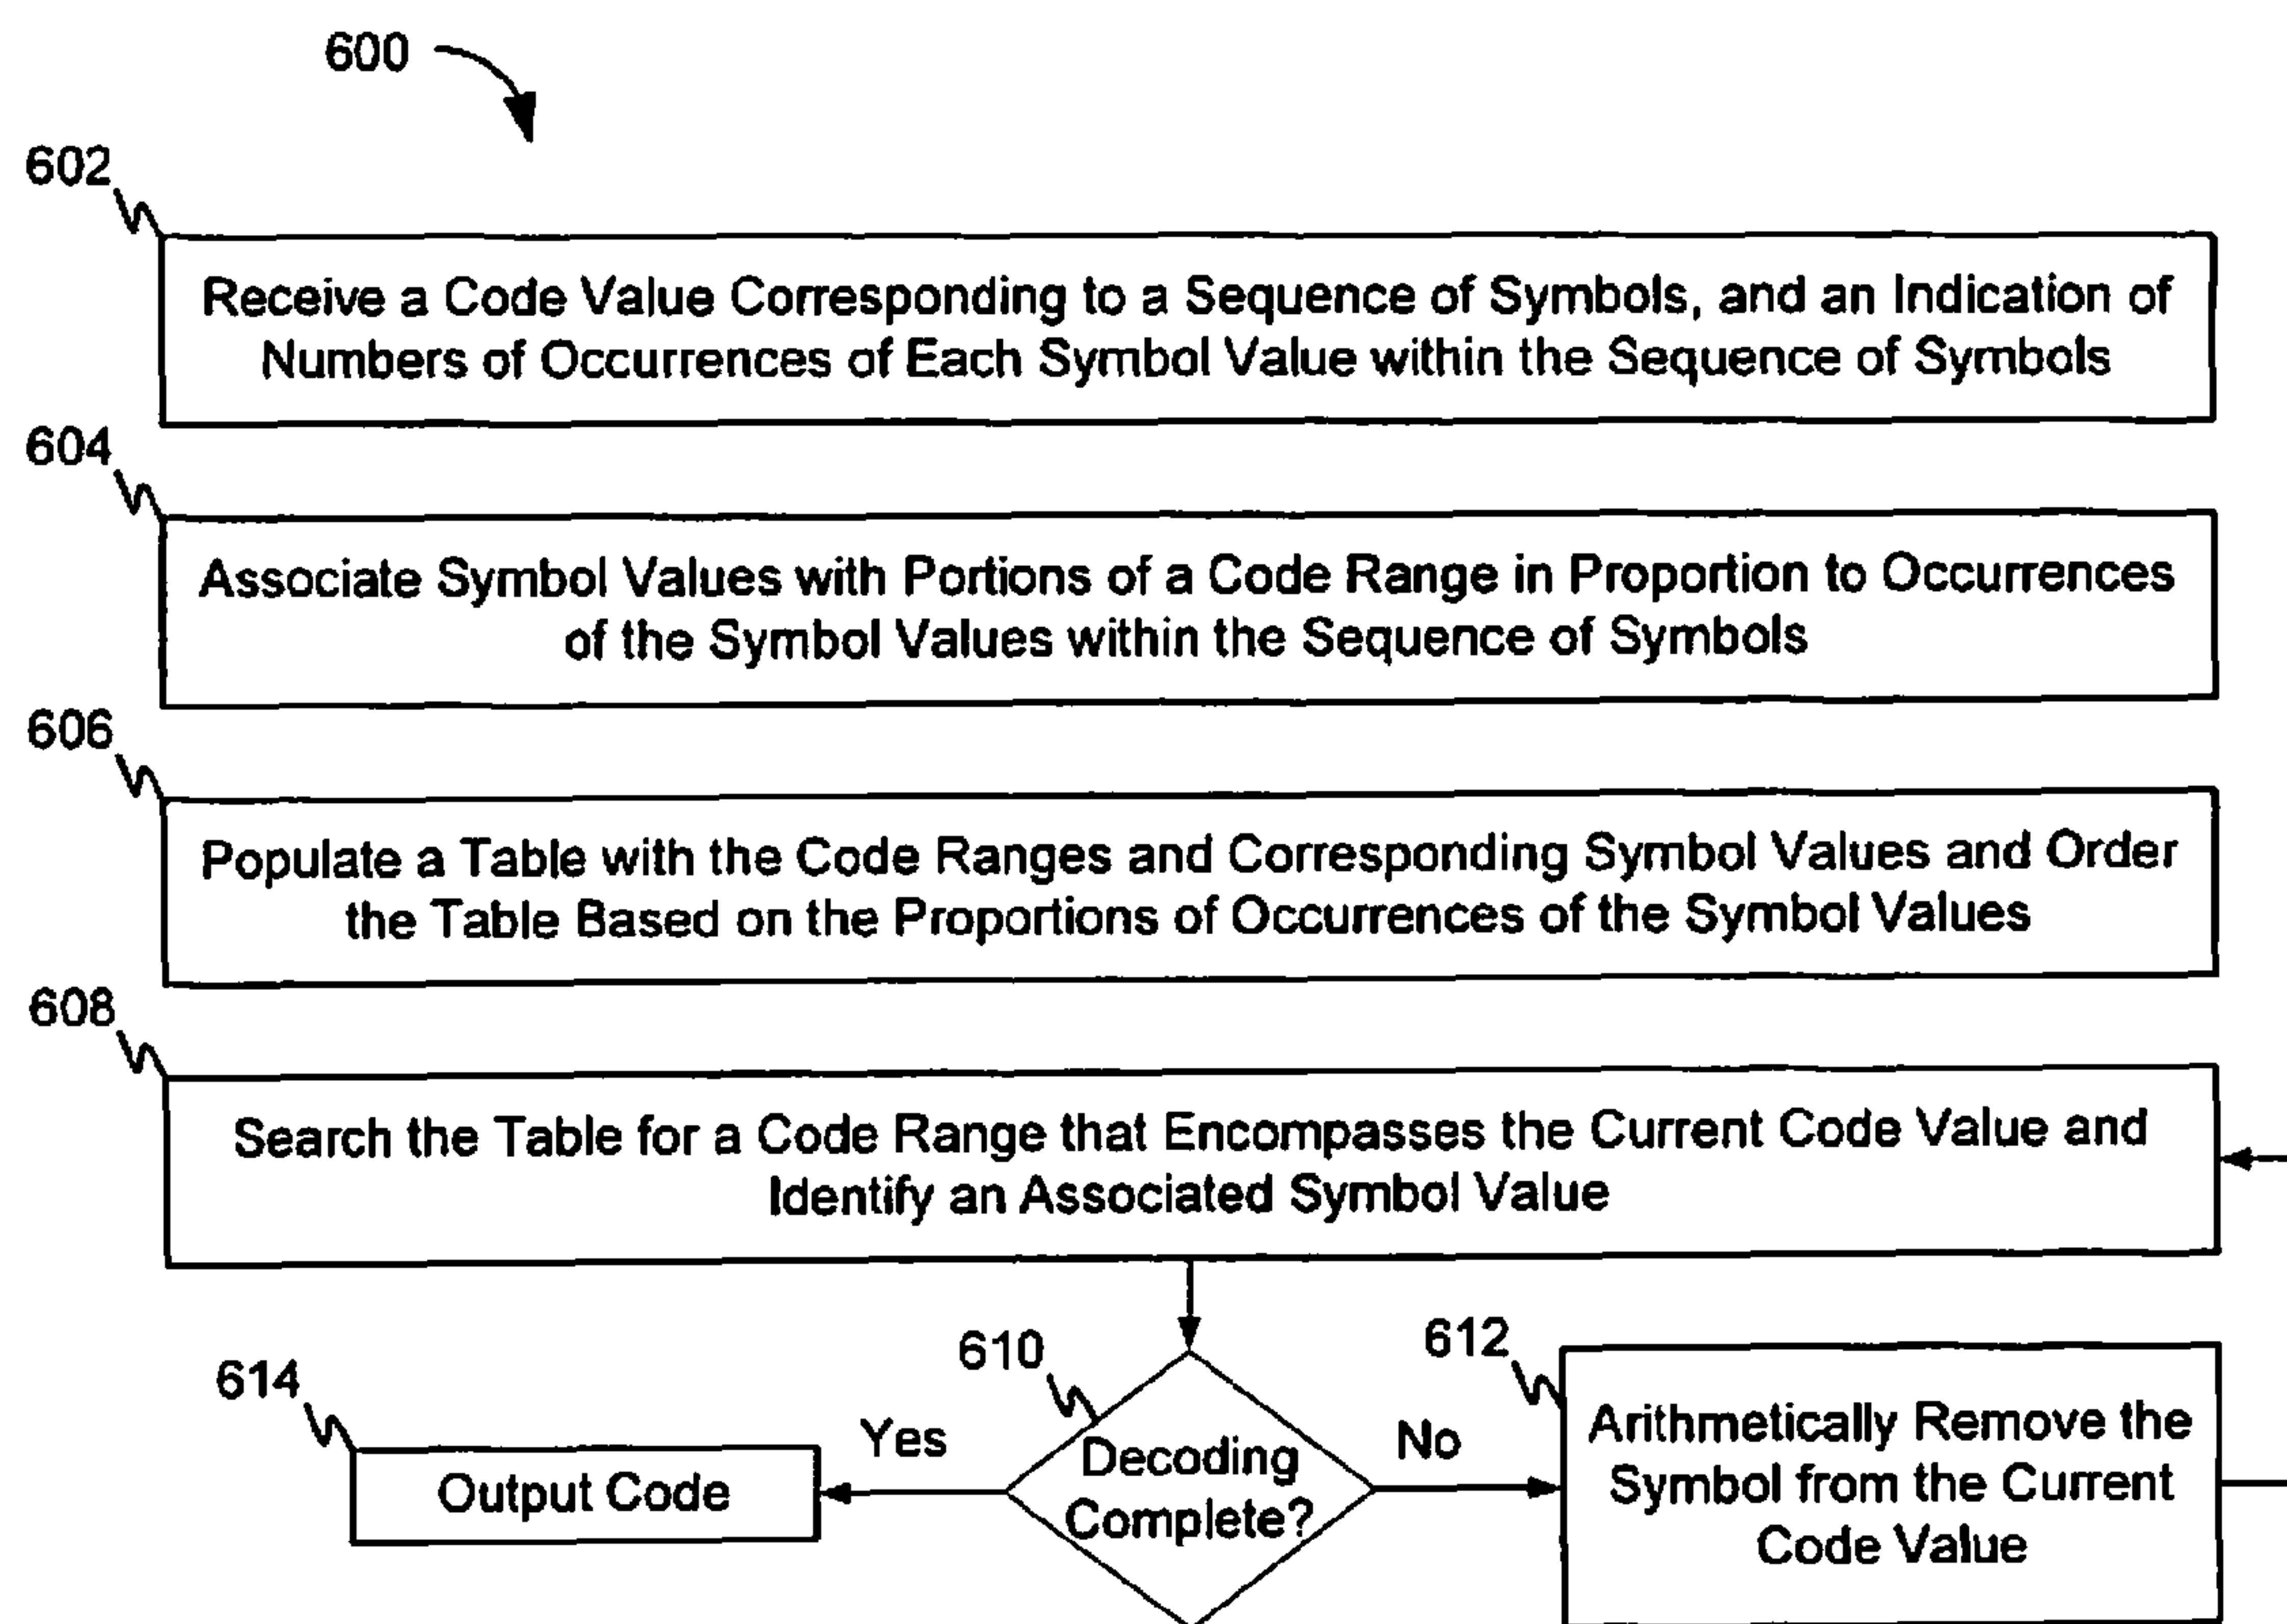 600
602
Receive a Code Value Corresponding to a Sequence of Symbols, and an Indication of
Numbers of Occurrences of Each Symbol Value within the Sequence of Symbols
604
Associate Symbol Values with Portions of a Code Range in Proportion to Occurrences
of the Symbol Values within the Sequence of Symbols
606
Populate a Table with the Code Ranges and Corresponding Symbol Values and Order
the Table Based on the Proportions of Occurrences of the Symbol Values
608
Search the Table for a Code Range that Encompasses the Current Code Value and
Identify an Associated Symbol Value
614
Output Code
Yes
610
Decoding
Complete?
No
612
Arithmetically Remove the
Symbol from the Current
Code Value